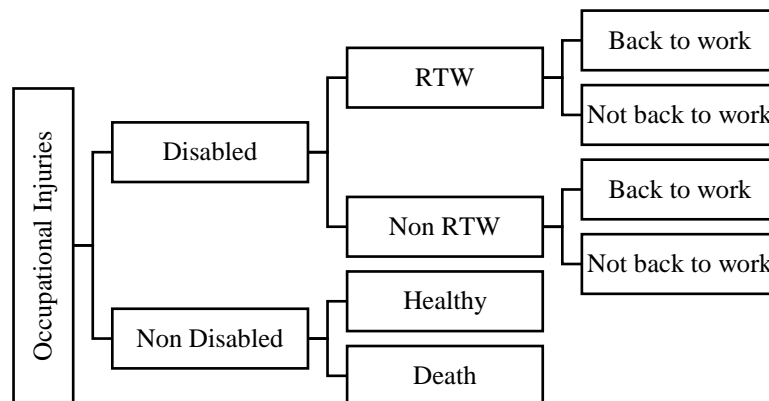 Occupational Injuries
Disabled
RTW
Back to work
Not back to work
Non RTW
Back to work
Not back to work
Non Disabled
Healthy
Death